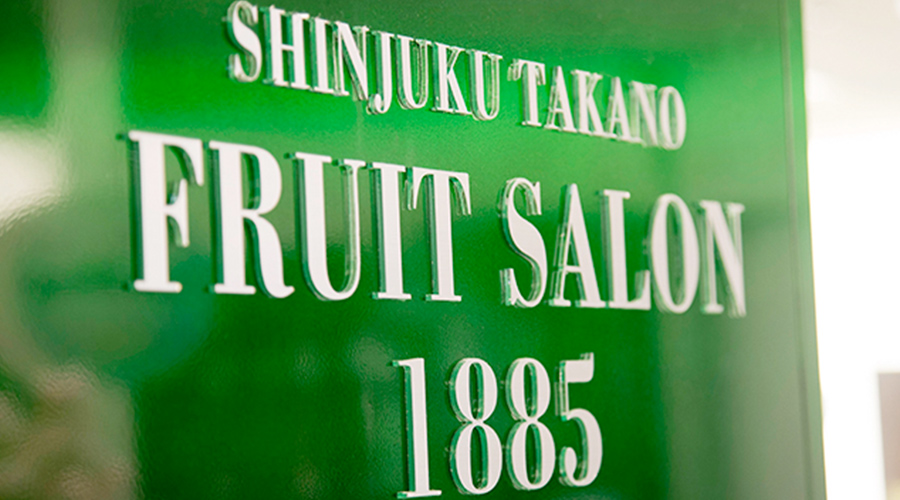 SHINJUKU TAKANO
FRUIT SALON
1885